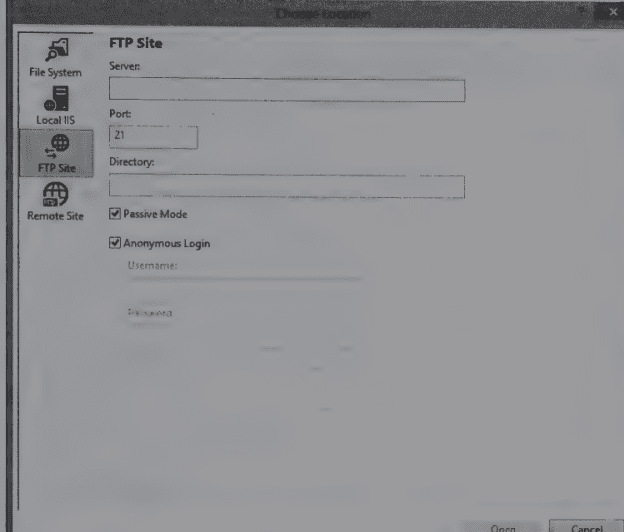 Choose Location
? ×
File System
Local IIS
FTP Site
Remote Site
FTP Site
Server:
Port:
21
Directory:
Passive Mode
Anonymous Login
Username:
Password
Open
Cancel